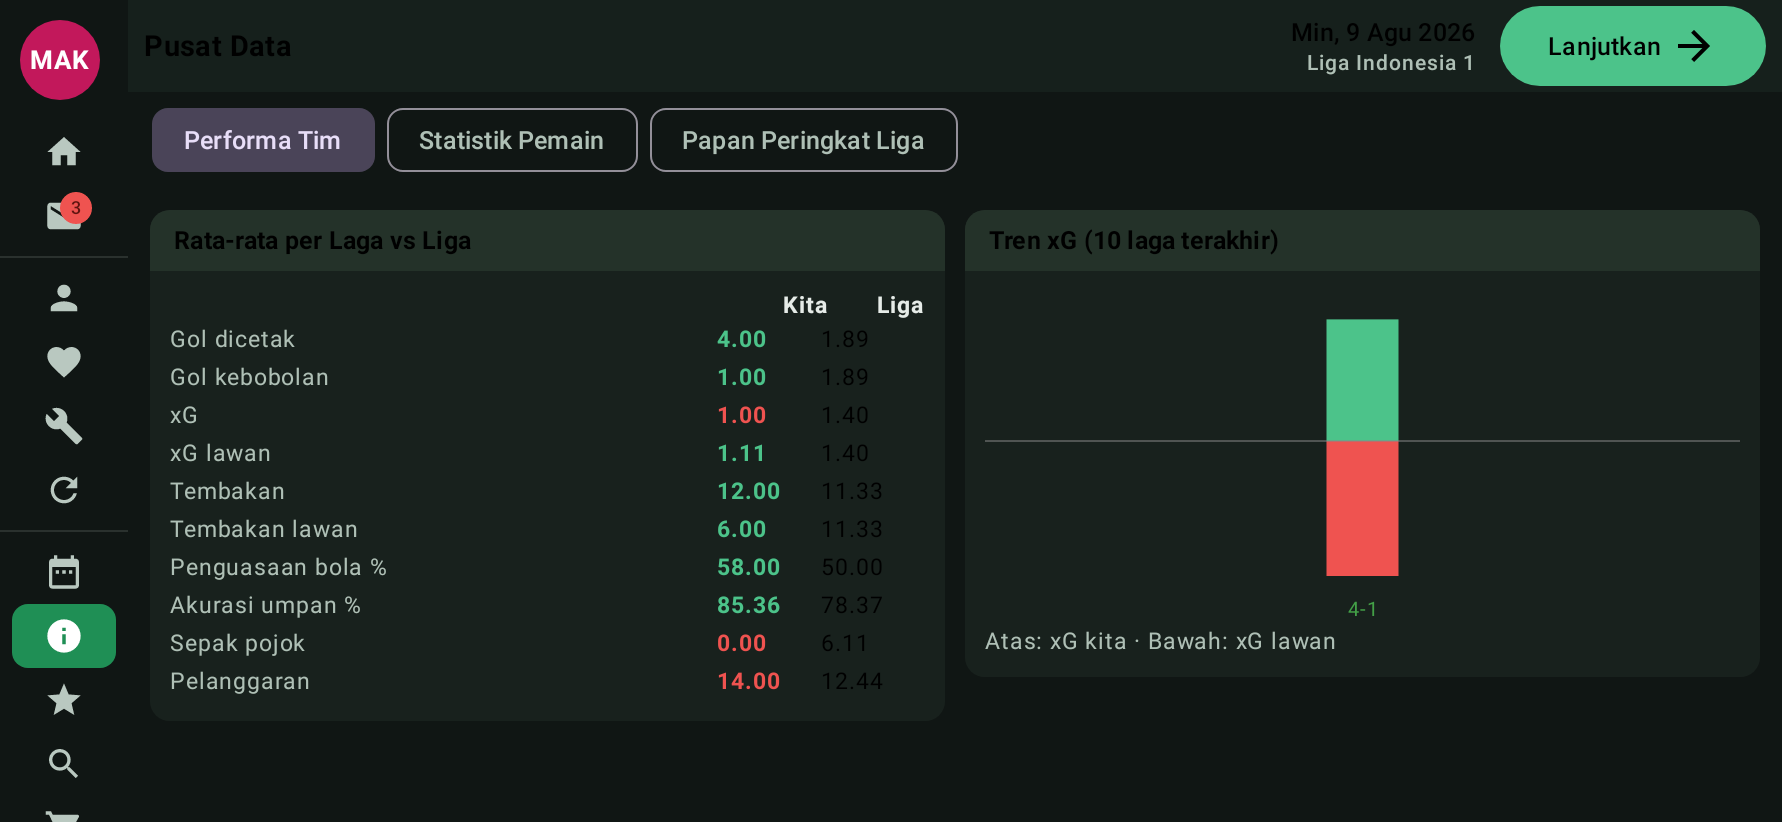 MAK
Pusat Data
Min, 9 Agu 2026
Liga Indonesia 1
Lanjutkan
3
Performa Tim
Statistik Pemain
Papan Peringkat Liga
Rata-rata per Laga vs Liga
Kita Liga
Gol dicetak 4.00 1.89
Gol kebobolan 1.00 1.89
xG 1.00 1.40
xG lawan 1.11 1.40
Tembakan 12.00 11.33
Tembakan lawan 6.00 11.33
Penguasaan bola % 58.00 50.00
Akurasi umpan % 85.36 78.37
Sepak pojok 0.00 6.11
Pelanggaran 14.00 12.44
Tren xG (10 laga terakhir)
4-1
Atas: xG kita · Bawah: xG lawan